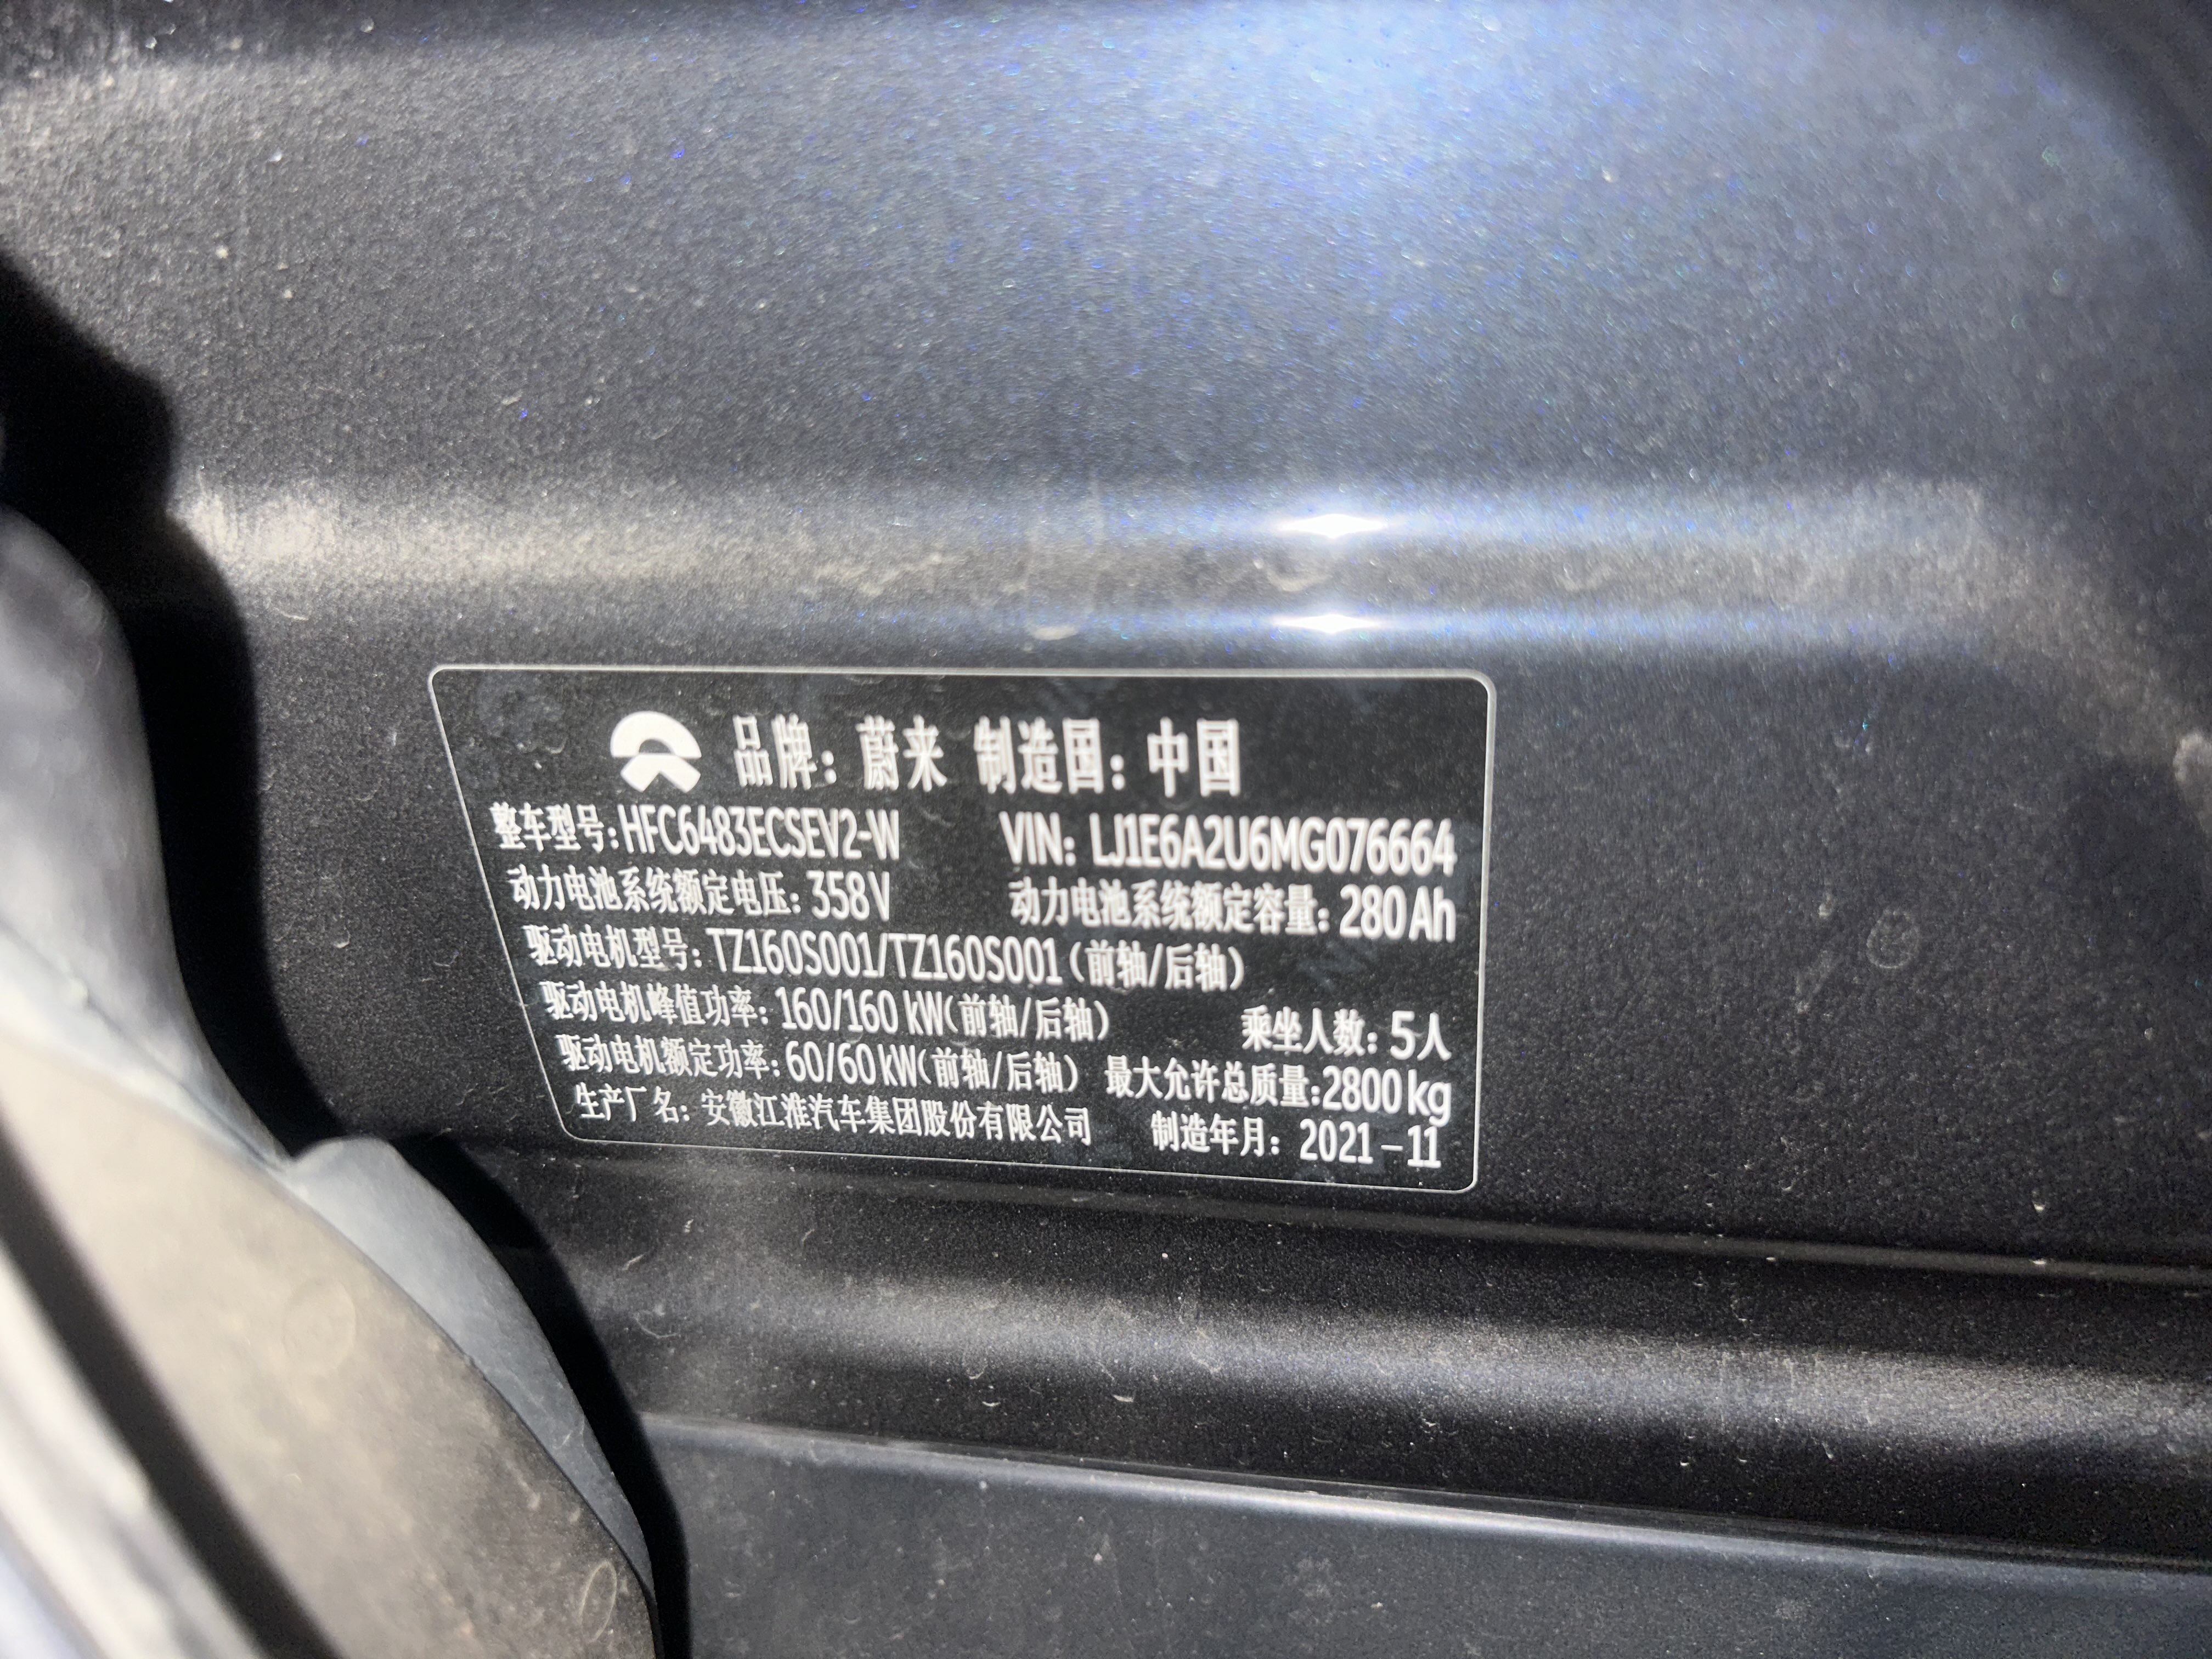 品牌：蔚来 制造国：中国
整车型号：HFC6483ECSEV2-W VIN: LJ1E6A2U6MG076664
动力电池系统额定电压：358V 动力电池系统额定容量：280Ah
驱动电机型号：TZ160S001/TZ160S001（前轴/后轴）
驱动电机峰值功率：160/160 kW（前轴/后轴） 乘坐人数：5人
驱动电机额定功率：60/60kW（前轴/后轴） 最大允许总质量：2800kg
生产厂名：安徽江淮汽车集团股份有限公司 制造年月：2021-11